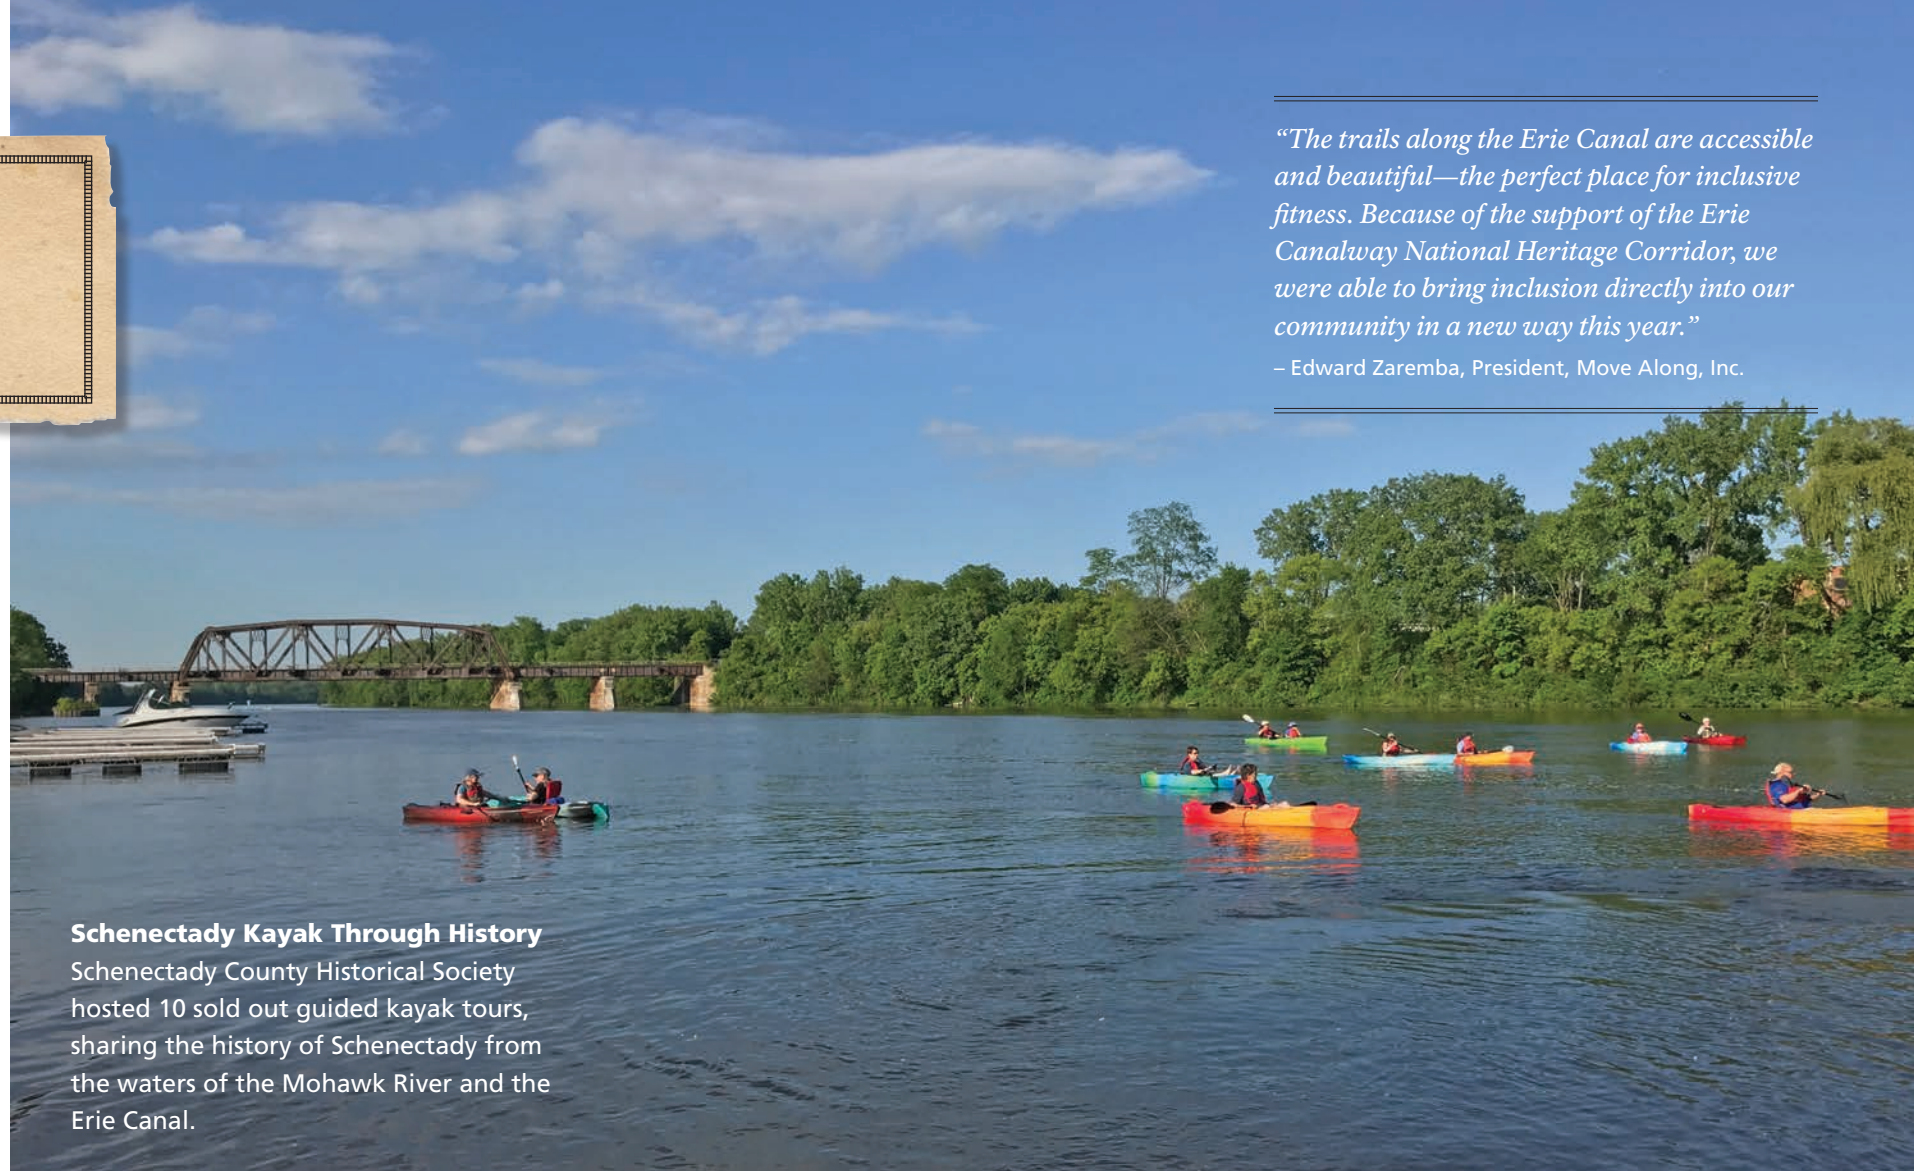 “The trails along the Erie Canal are accessible
and beautiful—the perfect place for inclusive
fitness. Because of the support of the Erie
Canalway National Heritage Corridor, we
were able to bring inclusion directly into our
community in a new way this year.”
– Edward Zaremba, President, Move Along, Inc.
Schenectady Kayak Through History
Schenectady County Historical Society
hosted 10 sold out guided kayak tours,
sharing the history of Schenectady from
the waters of the Mohawk River and the
Erie Canal.